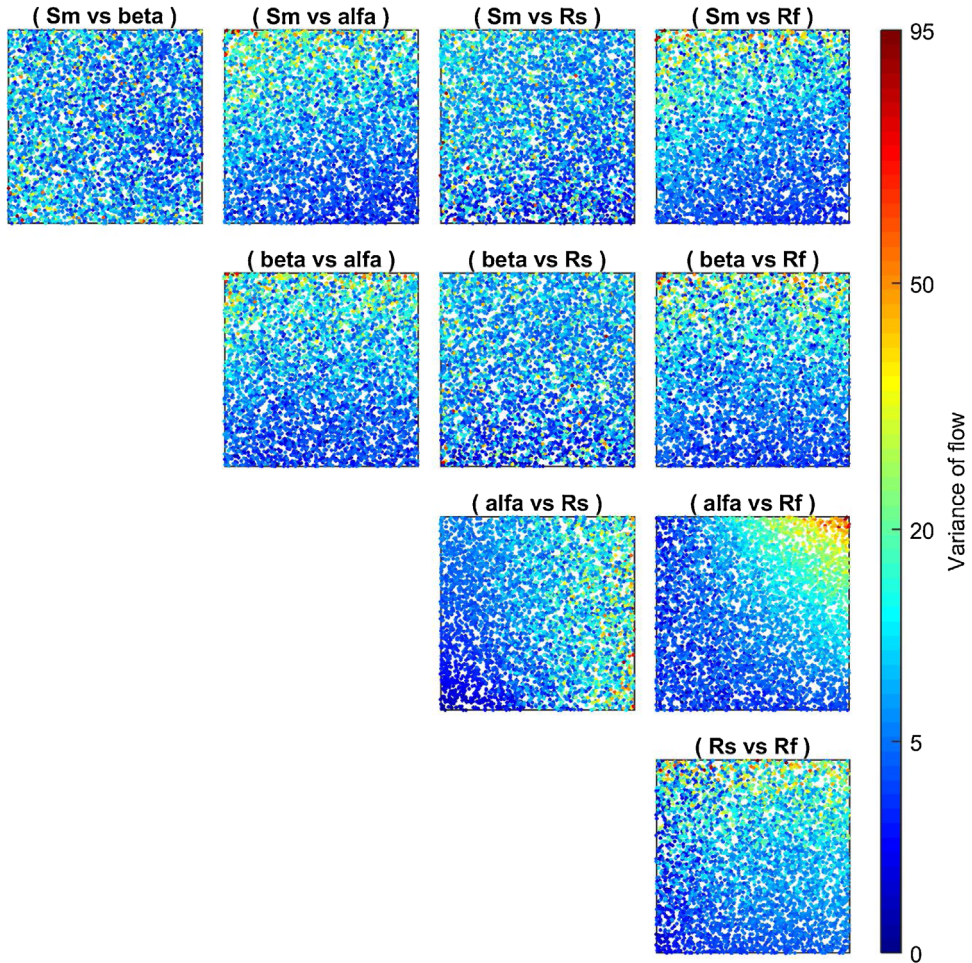 ( Sm vs beta )
( Sm vs alfa )
( Sm vs Rs )
( Sm vs Rf )
( beta vs alfa )
( beta vs Rs )
( beta vs Rf )
( alfa vs Rs )
( alfa vs Rf )
( Rs vs Rf )
95
50
20
5
0
Variance of flow